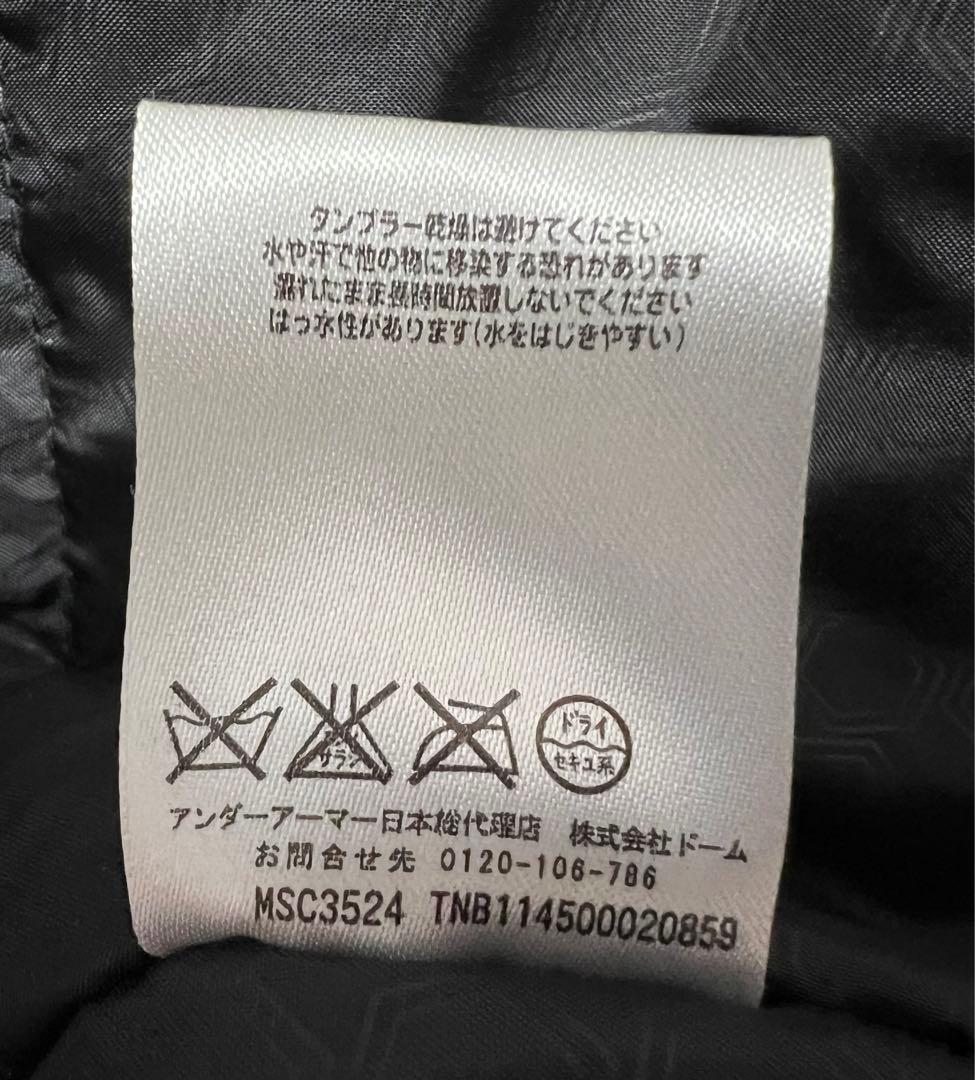 タンブラー乾燥は避けてください
水や汗で他の物に移染する恐れがあります
濡れたまま長時間放置しないでください
はっ水性があります(水をはじきやすい)
サラシ
ドライ
セキユ系
アンダーアーマー日本総代理店 株式会社ドーム
お問合せ先 0120-106-786
MSC3524 TNB114500020859